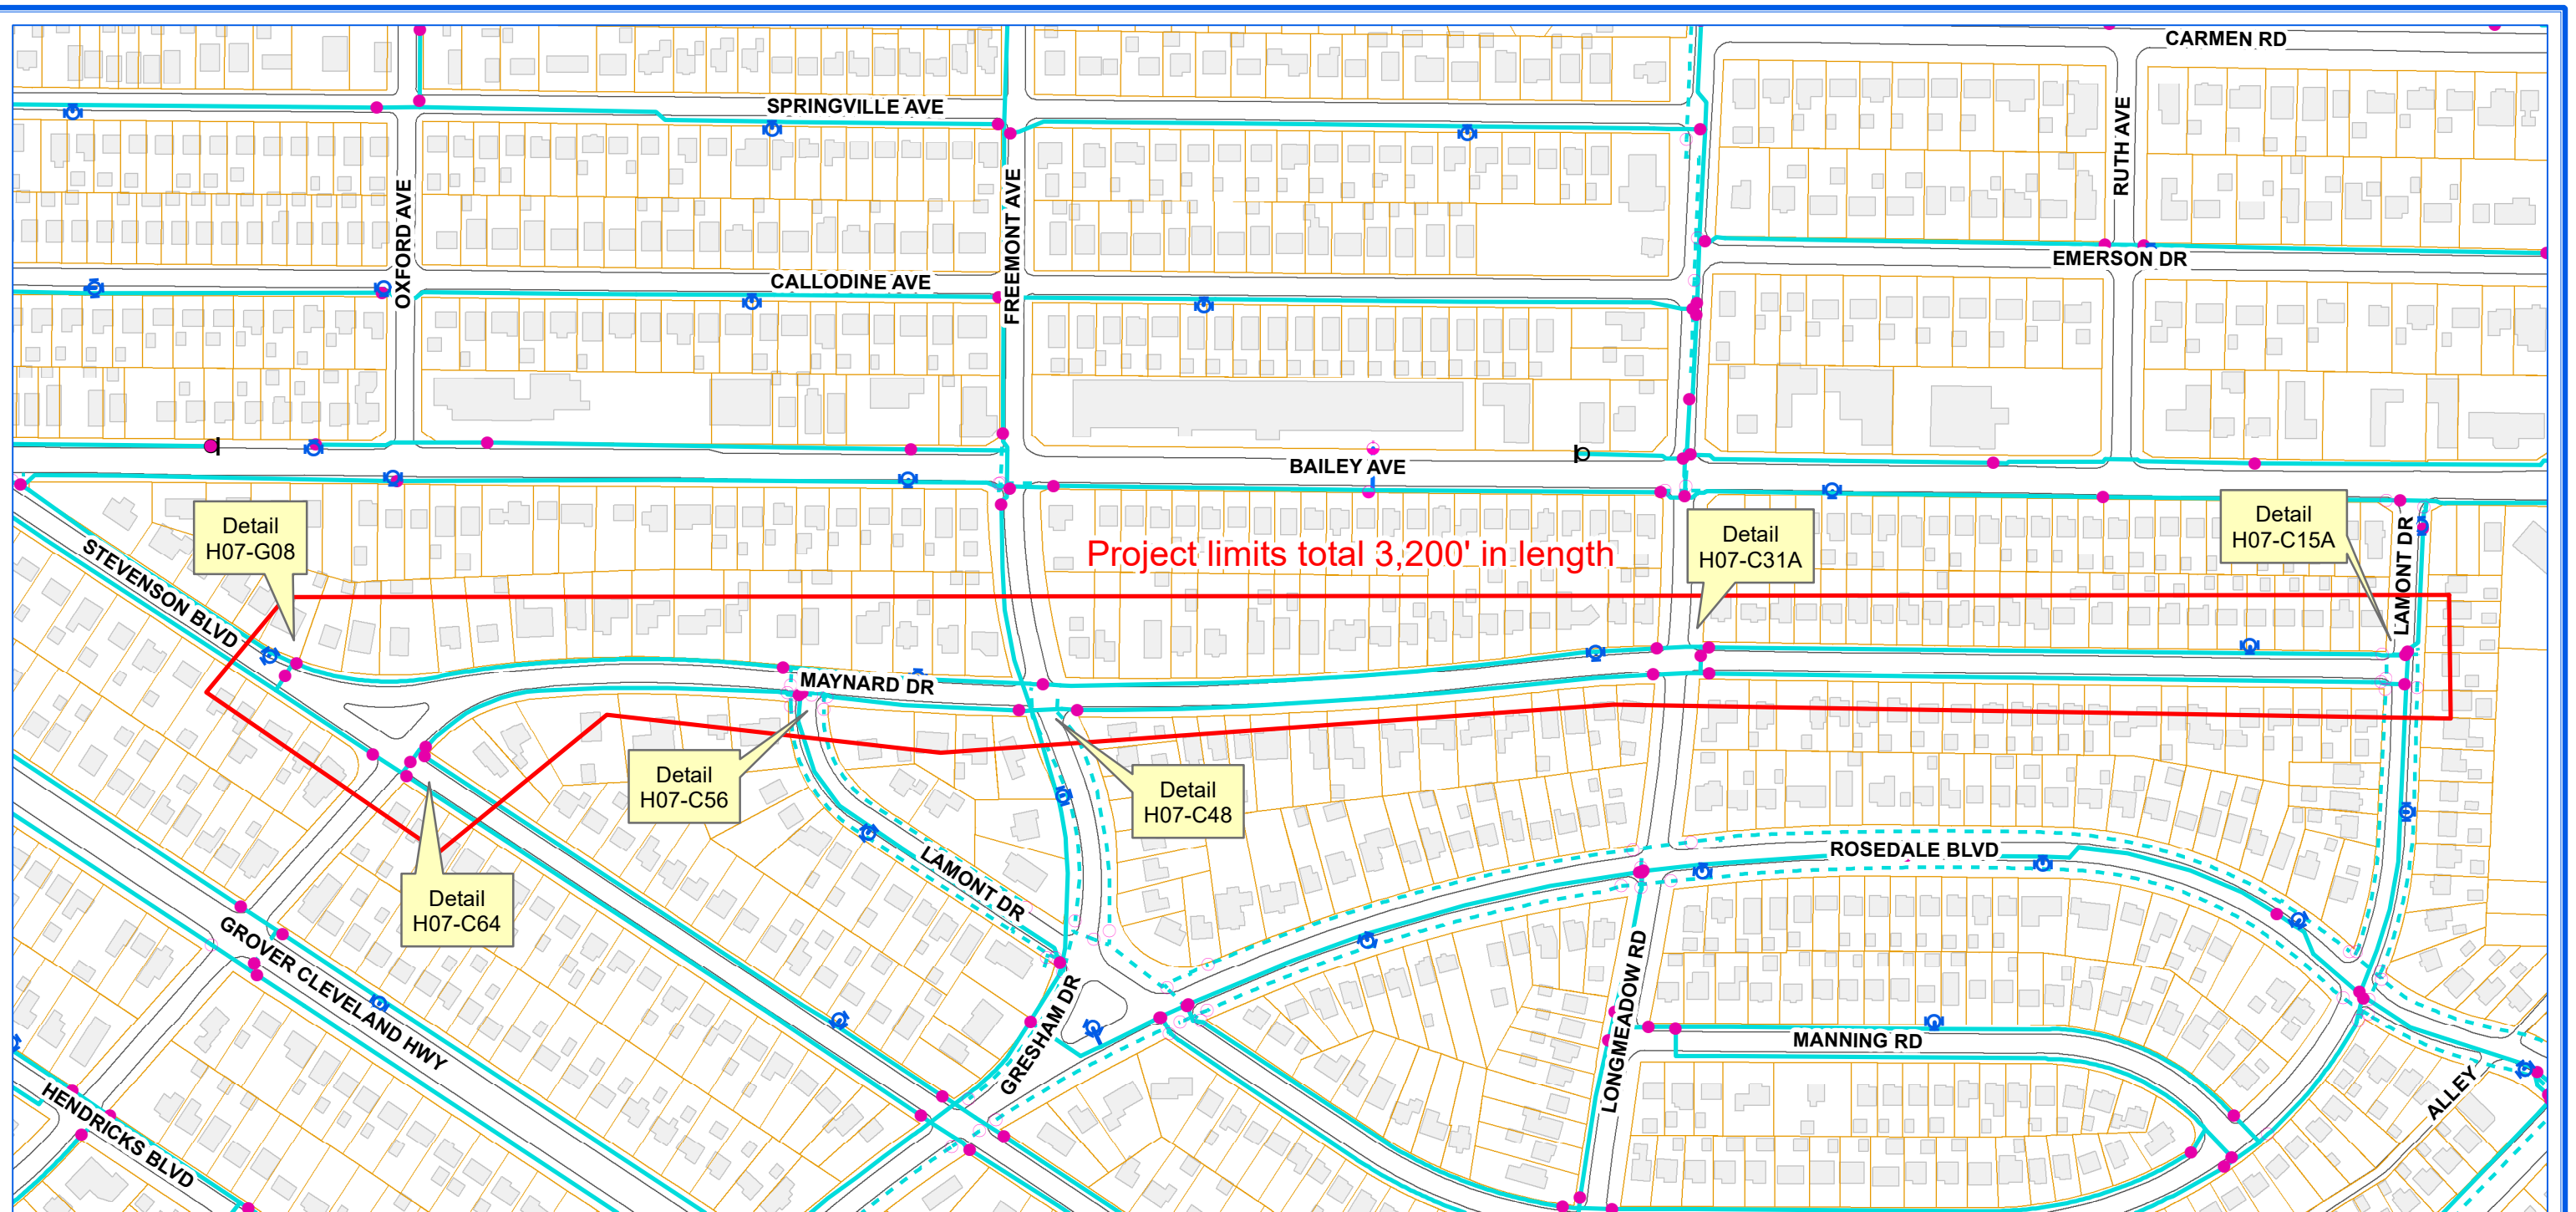 CARMEN RD
SPRINGVILLE AVE
RUTH AVE
OXFORD AVE
FREEMONT AVE
EMERSON DR
CALLODINE AVE
BAILEY AVE
Detail
H07-G08
Detail
H07-C31A
Detail
H07-C15A
LAMONT DR
STEVENSON BLVD
Project limits total 3,200' in length
MAYNARD DR
Detail
H07-C56
Detail
H07-C48
Detail
H07-C64
LAMONT DR
ROSEDALE BLVD
GROVER CLEVELAND HWY
GRESHAM DR
LONGMEADOW RD
MANNING RD
ALLEY
HENDRICKS BLVD